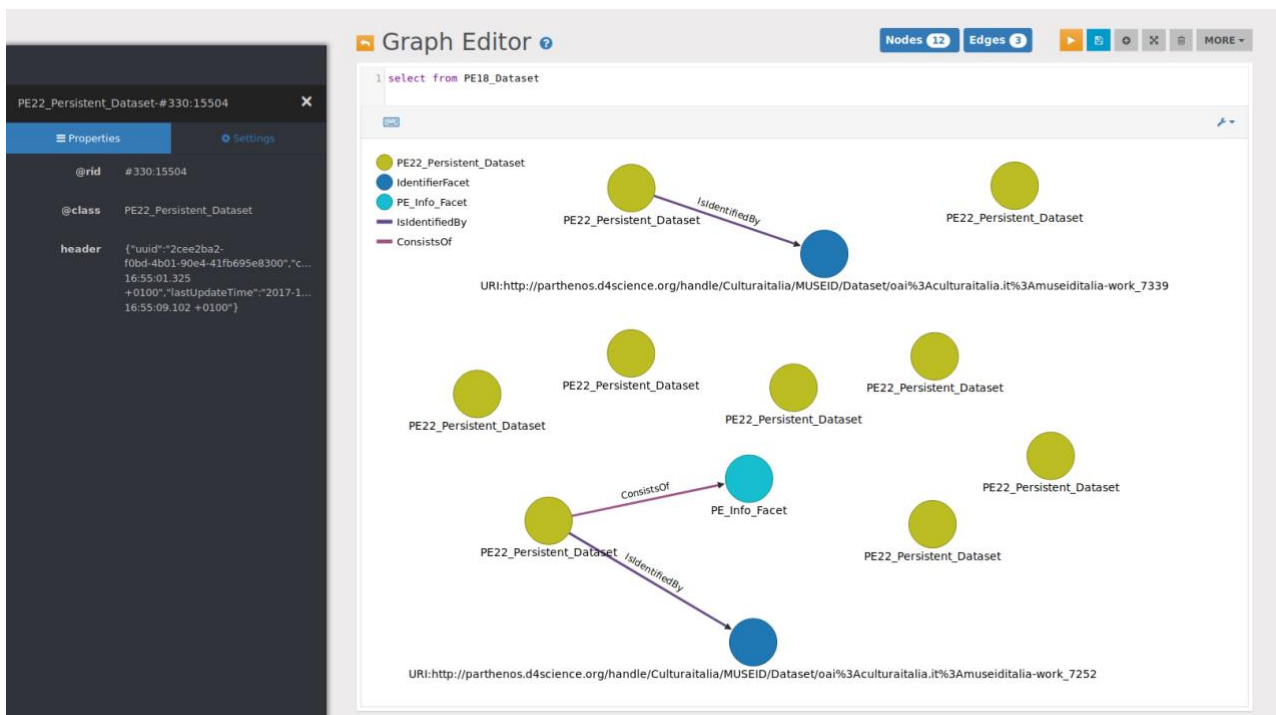 PE22_Persistent_Dataset-#330:15504 ×
Properties Settings
@rid #330:15504
@class PE22_Persistent_Dataset
header {"uuid":"2cee2ba2-
f0bd-4b01-90e4-41fb695e8300","c...
16:55:01.325
+0100","lastUpdateTime":"2017-1...
16:55:09.102 +0100"}
Graph Editor ?
Nodes 12 Edges 3 MORE
1 select from PE18_Dataset
PE22_Persistent_Dataset
IdentifierFacet
PE_Info_Facet
IsIdentifiedBy
ConsistsOf
PE22_Persistent_Dataset
IsIdentifiedBy
PE22_Persistent_Dataset
URI:http://parthenos.d4science.org/handle/Culturaitalia/MUSEID/Dataset/oai%3Aculturaitalia.it%3Amuseiditalia-work_7339
PE22_Persistent_Dataset
PE22_Persistent_Dataset
PE22_Persistent_Dataset
PE22_Persistent_Dataset
PE22_Persistent_Dataset
ConsistsOf
PE_Info_Facet
PE22_Persistent_Dataset
IsIdentifiedBy
PE22_Persistent_Dataset
URI:http://parthenos.d4science.org/handle/Culturaitalia/MUSEID/Dataset/oai%3Aculturaitalia.it%3Amuseiditalia-work_7252